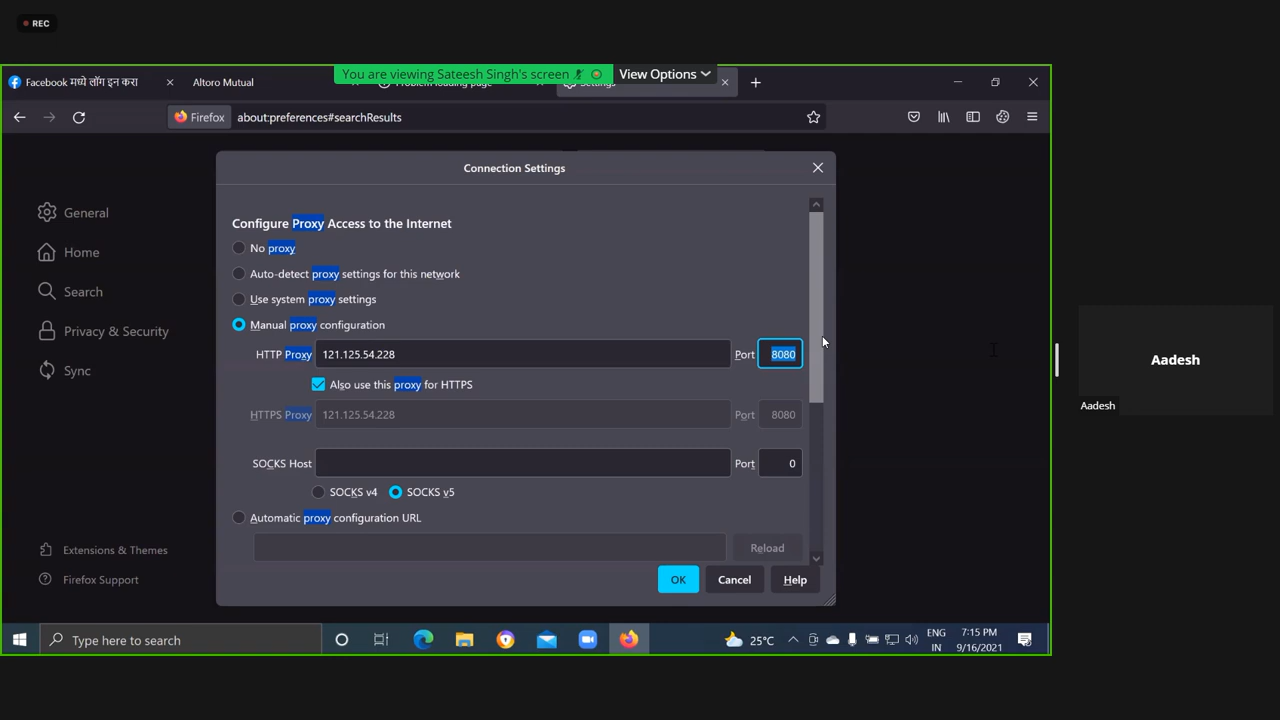 REC
You are viewing Sateesh Singh's screen
View Options
Facebook मध्ये लॉग इन करा
Altoro Mutual
Problem loading page
Settings
Firefox
about:preferences#searchResults
Connection Settings
General
Home
Search
Privacy & Security
Sync
Extensions & Themes
Firefox Support
Configure Proxy Access to the Internet
No proxy
Auto-detect proxy settings for this network
Use system proxy settings
Manual proxy configuration
HTTP Proxy 121.125.54.228 Port 8080
Also use this proxy for HTTPS
HTTPS Proxy 121.125.54.228 Port 8080
SOCKS Host Port 0
SOCKS v4 SOCKS v5
Automatic proxy configuration URL
Reload
OK Cancel Help
Aadesh
Aadesh
Type here to search
25°C
ENG
IN
7:15 PM
9/16/2021